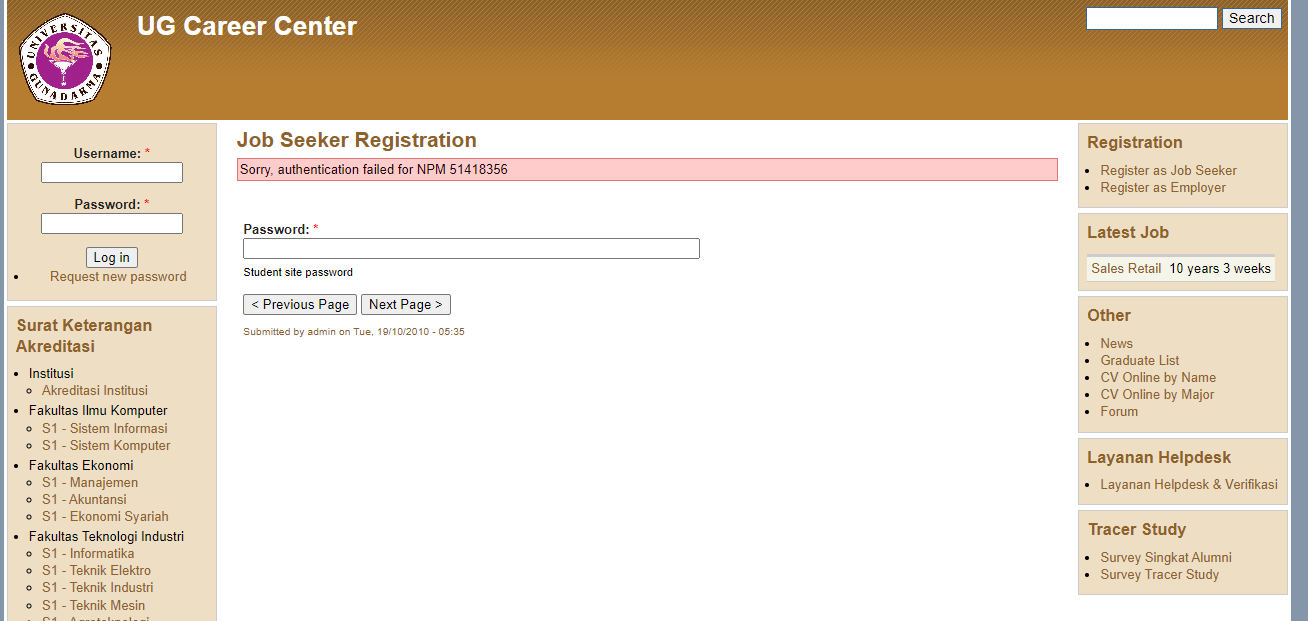 UNIVERSITAS
GUNADARMA
UG Career Center
Search
Username: *
Password: *
Log in
Request new password
Surat Keterangan
Akreditasi
Institusi
Akreditasi Institusi
Fakultas Ilmu Komputer
S1 - Sistem Informasi
S1 - Sistem Komputer
Fakultas Ekonomi
S1 - Manajemen
S1 - Akuntansi
S1 - Ekonomi Syariah
Fakultas Teknologi Industri
S1 - Informatika
S1 - Teknik Elektro
S1 - Teknik Industri
S1 - Teknik Mesin
S1 - Agroteknologi
Job Seeker Registration
Sorry, authentication failed for NPM 51418356
Password: *
Student site password
< Previous Page
Next Page >
Submitted by admin on Tue, 19/10/2010 - 05:35
Registration
Register as Job Seeker
Register as Employer
Latest Job
Sales Retail 10 years 3 weeks
Other
News
Graduate List
CV Online by Name
CV Online by Major
Forum
Layanan Helpdesk
Layanan Helpdesk & Verifikasi
Tracer Study
Survey Singkat Alumni
Survey Tracer Study